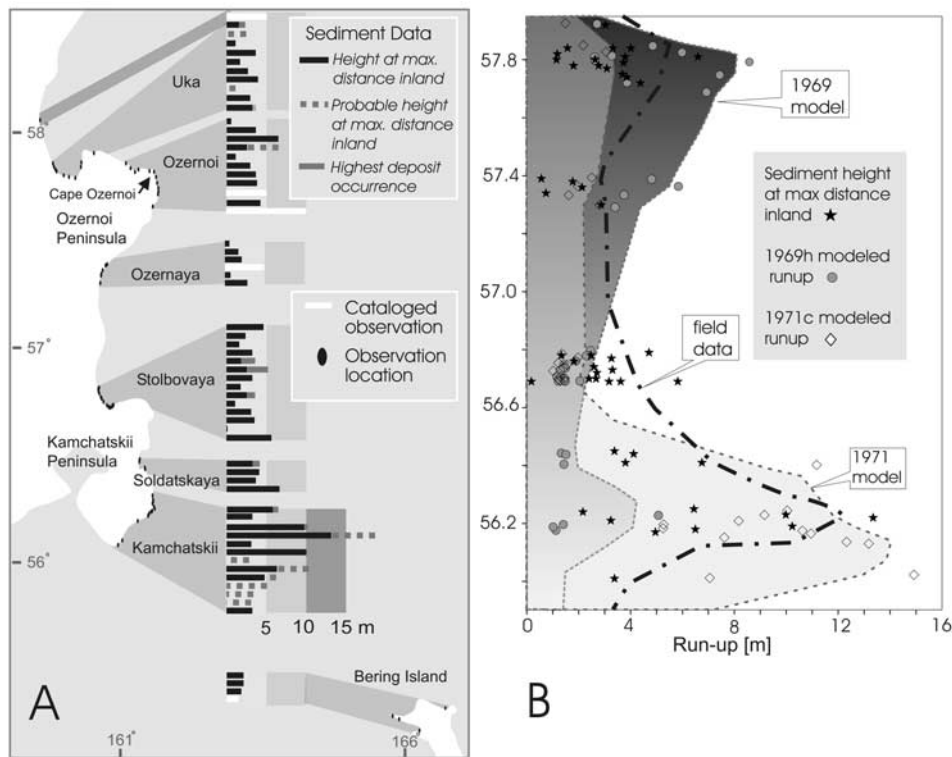 Sediment Data
Height at max.
distance inland
Probable height
at max. distance
inland
Highest deposit
occurrence
Uka
58°
Ozernoi
Cape Ozernoi
Ozernoi
Peninsula
Ozernaya
Cataloged
observation
Observation
location
57°
Stolbovaya
Kamchatskii
Peninsula
Soldatskaya
Kamchatskii
56°
5 10 15 m
Bering Island
A
161° 166°
57.8
1969
model
57.4
Sediment height
at max distance
inland
1969h modeled
runup
1971c modeled
runup
57.0
field
data
56.6
1971
model
56.2
0 4 8 12 16
Run-up [m]
B